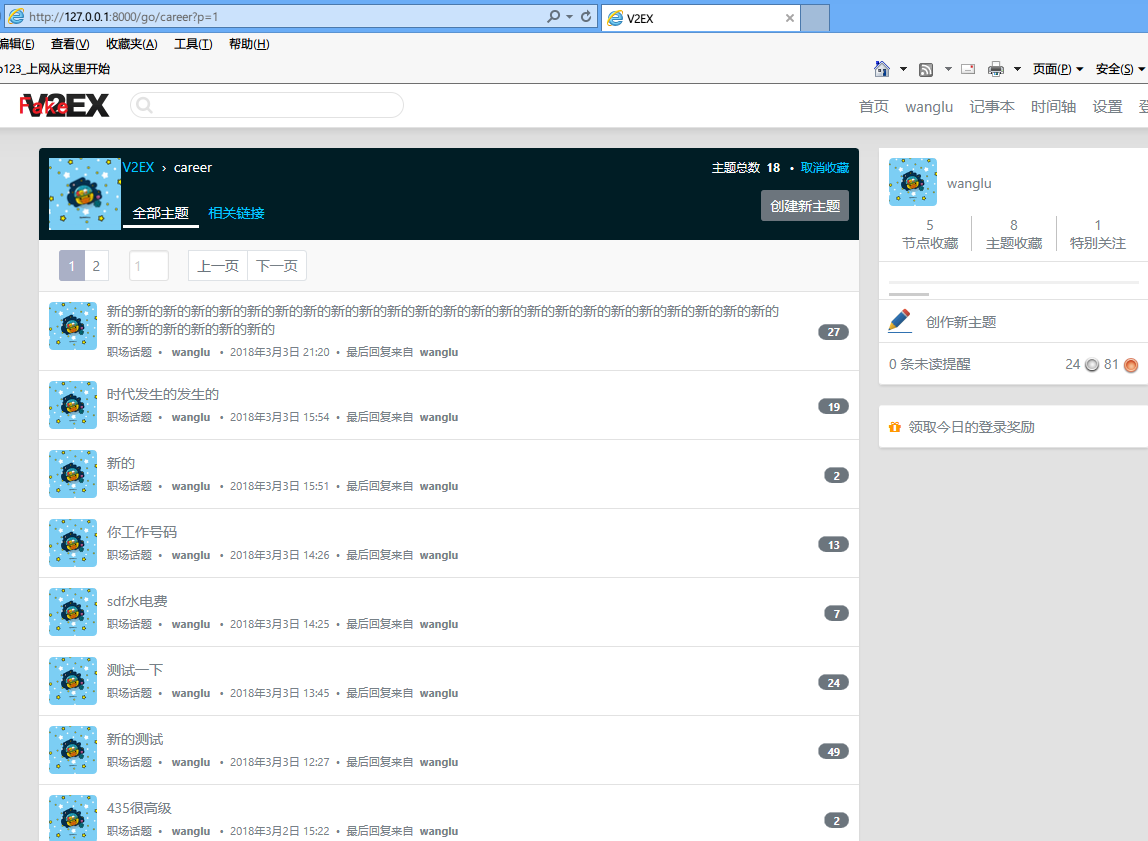 http://127.0.0.1:8000/go/career?p=1
V2EX
编辑(E) 查看(V) 收藏夹(A) 工具(T) 帮助(H)
123_上网从这里开始
页面(P) 安全(S)
Fake V2EX
首页 wanglu 记事本 时间轴 设置
V2EX › career
主题总数 18 • 取消收藏
全部主题 相关链接
创建新主题
1 2 1 上一页 下一页
新的新的新的新的新的新的新的新的新的新的新的新的新的新的新的新的新的新的新的新的新的新的新的新的
新的新的新的新的新的新的
职场话题 • wanglu • 2018年3月3日 21:20 • 最后回复来自 wanglu
27
时代发生的发生的
职场话题 • wanglu • 2018年3月3日 15:54 • 最后回复来自 wanglu
19
新的
职场话题 • wanglu • 2018年3月3日 15:51 • 最后回复来自 wanglu
2
你工作号码
职场话题 • wanglu • 2018年3月3日 14:26 • 最后回复来自 wanglu
13
sdf水电费
职场话题 • wanglu • 2018年3月3日 14:25 • 最后回复来自 wanglu
7
测试一下
职场话题 • wanglu • 2018年3月3日 13:45 • 最后回复来自 wanglu
24
新的测试
职场话题 • wanglu • 2018年3月3日 12:27 • 最后回复来自 wanglu
49
435很高级
职场话题 • wanglu • 2018年3月2日 15:22 • 最后回复来自 wanglu
2
wanglu
5 8 1
节点收藏 主题收藏 特别关注
创作新主题
0 条未读提醒 24 81
领取今日的登录奖励